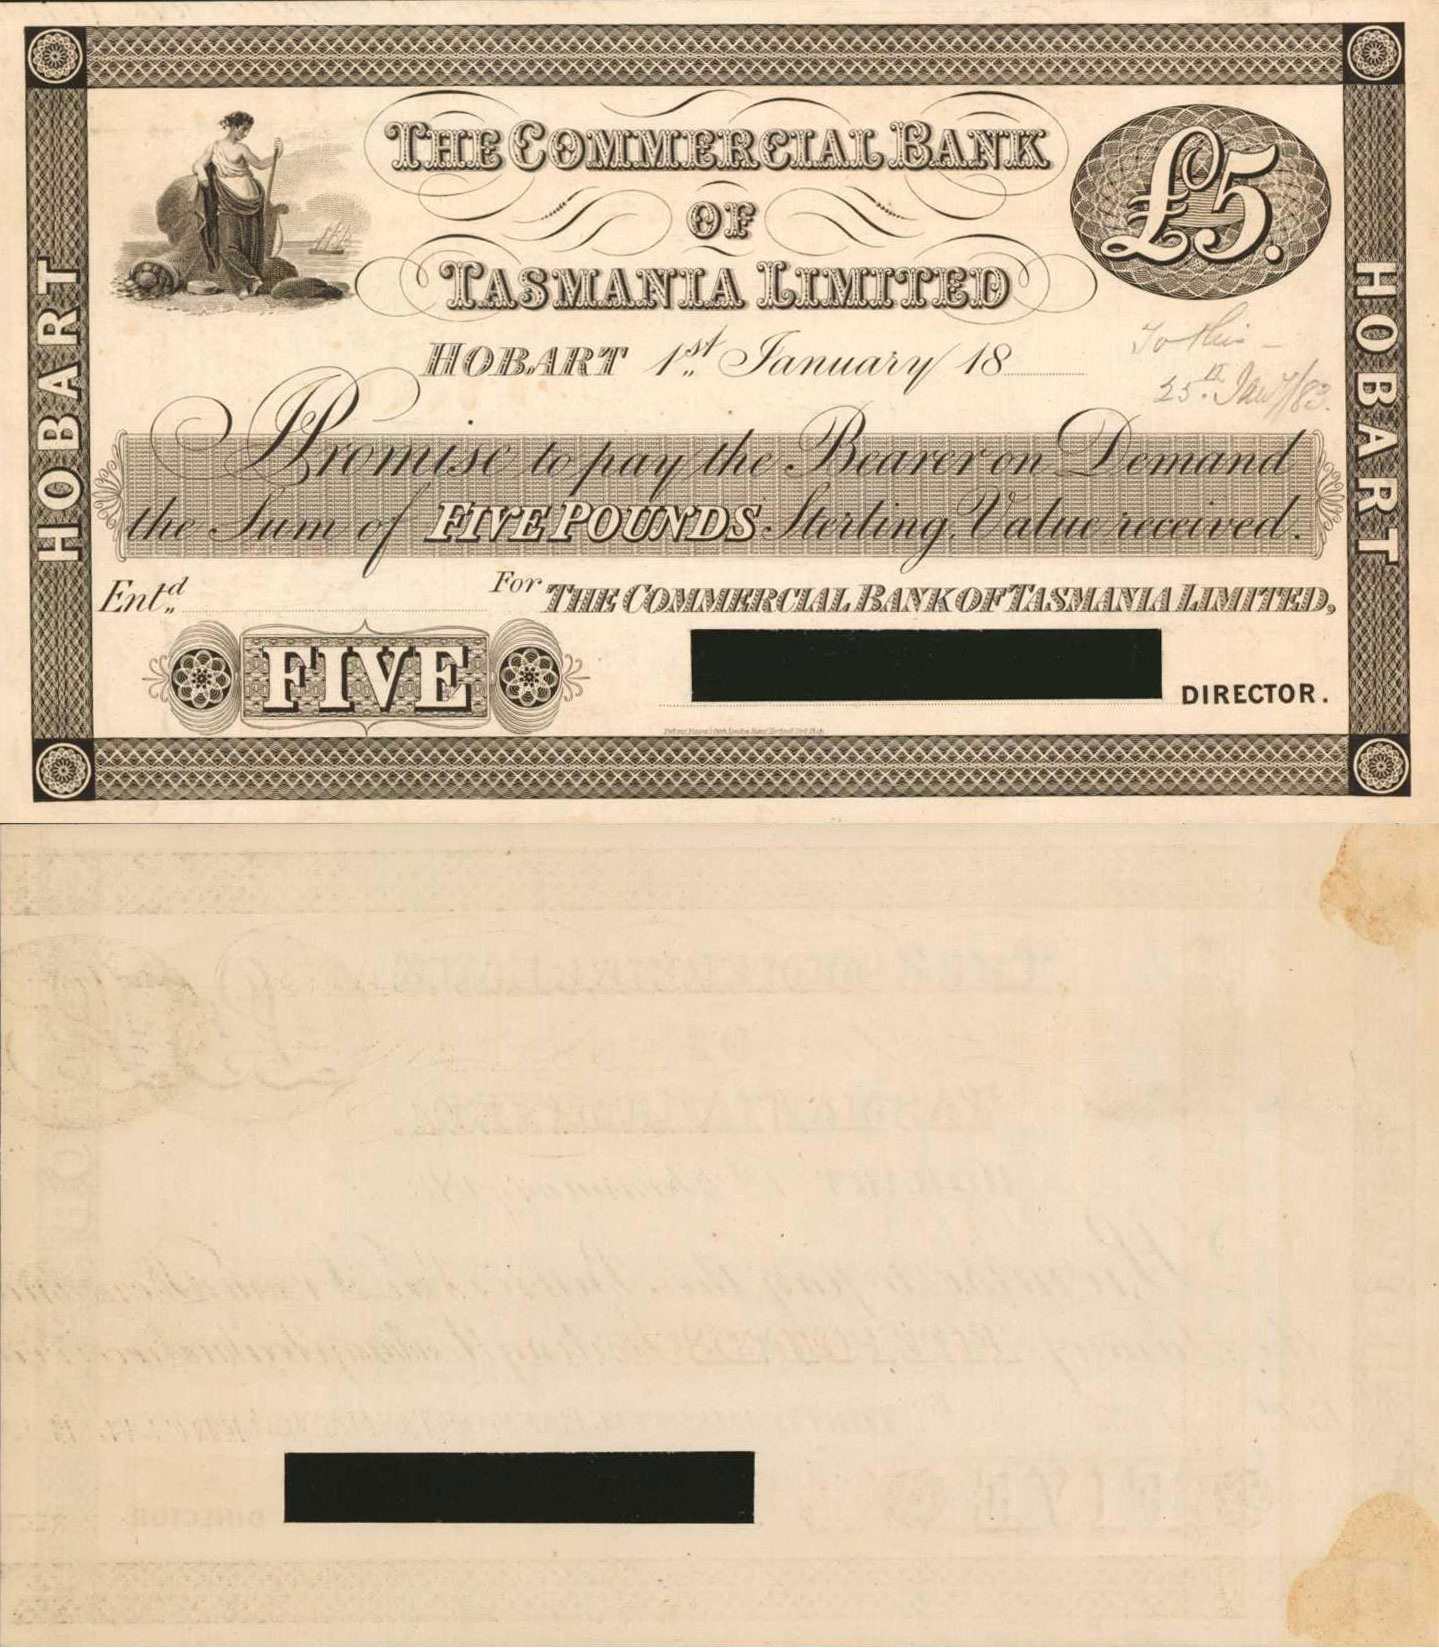 THE COMMERCIAL BANK
OF
TASMANIA LIMITED
£5.
HOBART
HOBART
HOBART 1st January 18
To this –
25th Jany/83.
Promise to pay the Bearer on Demand
the Sum of FIVE POUNDS Sterling, Value received.
Entd
For THE COMMERCIAL BANK OF TASMANIA LIMITED,
FIVE
DIRECTOR.